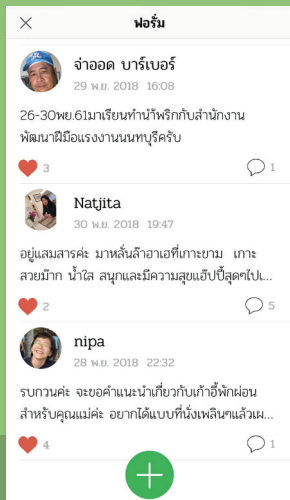 ฟอรั่ม
จ่าออด บาร์เบอร์
29 พ.ย. 2018 16:08
26-30พย.61มาเรียนทำน้ำพริกกับสำนักงาน
พัฒนาฝีมือแรงงานนนทบุรีครับ
3
1
Natjita
30 พ.ย. 2018 19:47
อยู่แสมสารค่ะ มาหลั่นล๊าฮาเฮที่เกาะขาม เกาะ
สวยม๊าก น้ำใส สนุกและมีความสุขแฮ๊ปปี้สุดๆไปเ...
2
5
nipa
28 พ.ย. 2018 22:32
รบกวนค่ะ จะขอคำแนะนำเกี่ยวกับเก้าอี้พักผ่อน
สำหรับคุณแม่ค่ะ อยากได้แบบที่นั่งเพลินๆแล้วเผ...
4
1